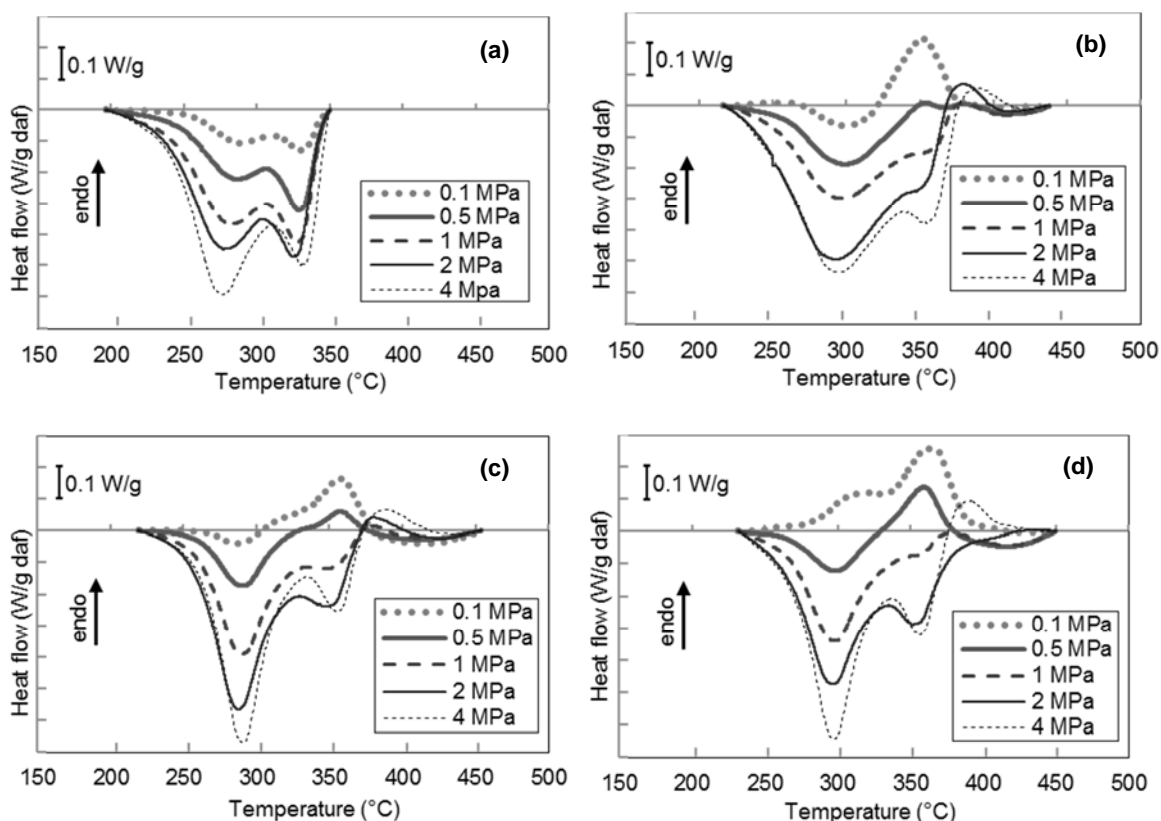 (a)
0.1 W/g
Heat flow (W/g daf)
endo
0.1 MPa
0.5 MPa
1 MPa
2 MPa
4 Mpa
150 200 250 300 350 400 450 500
Temperature (°C)
(b)
0.1 W/g
Heat flow (W/g daf)
endo
0.1 MPa
0.5 MPa
1 MPa
2 MPa
4 MPa
150 200 250 300 350 400 450 500
Temperature (°C)
(c)
0.1 W/g
Heat flow (W/g daf)
endo
0.1 MPa
0.5 MPa
1 MPa
2 MPa
4 MPa
150 200 250 300 350 400 450 500
Temperature (°C)
(d)
0.1 W/g
Heat flow (W/g daf)
endo
0.1 MPa
0.5 MPa
1 MPa
2 MPa
4 MPa
150 200 250 300 350 400 450 500
Temperature (°C)